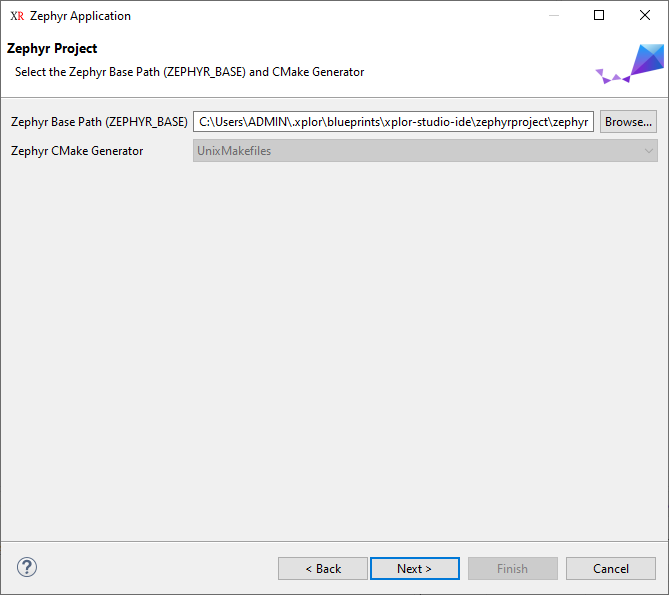 XR Zephyr Application
Zephyr Project
Select the Zephyr Base Path (ZEPHYR_BASE) and CMake Generator
Zephyr Base Path (ZEPHYR_BASE) C:\Users\ADMIN\.xplor\blueprints\xplor-studio-ide\zephyrproject\zephyr Browse...
Zephyr CMake Generator UnixMakefiles
? < Back Next > Finish Cancel